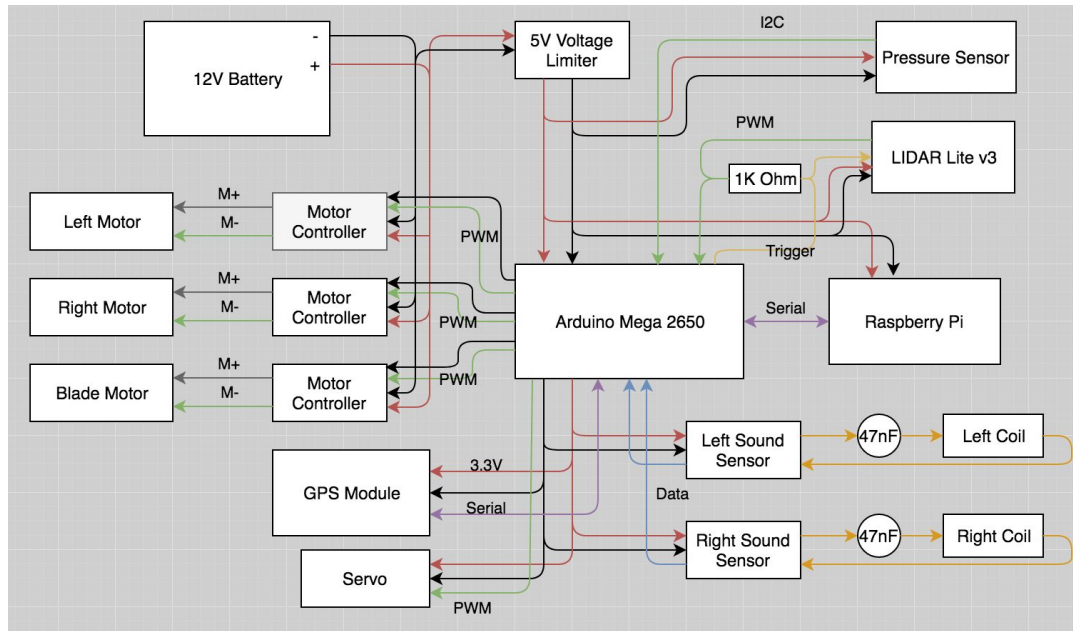 I2C
-
5V Voltage
Limiter
12V Battery
+
Pressure Sensor
PWM
LIDAR Lite v3
1K Ohm
M+
Left Motor
Motor
Controller
M-
PWM
Trigger
M+
Right Motor
Motor
Controller
M-
PWM
Arduino Mega 2650
Serial
Raspberry Pi
M+
Blade Motor
Motor
Controller
M-
PWM
Left Sound
Sensor
47nF
Left Coil
3.3V
GPS Module
Serial
Data
Right Sound
Sensor
47nF
Right Coil
Servo
PWM